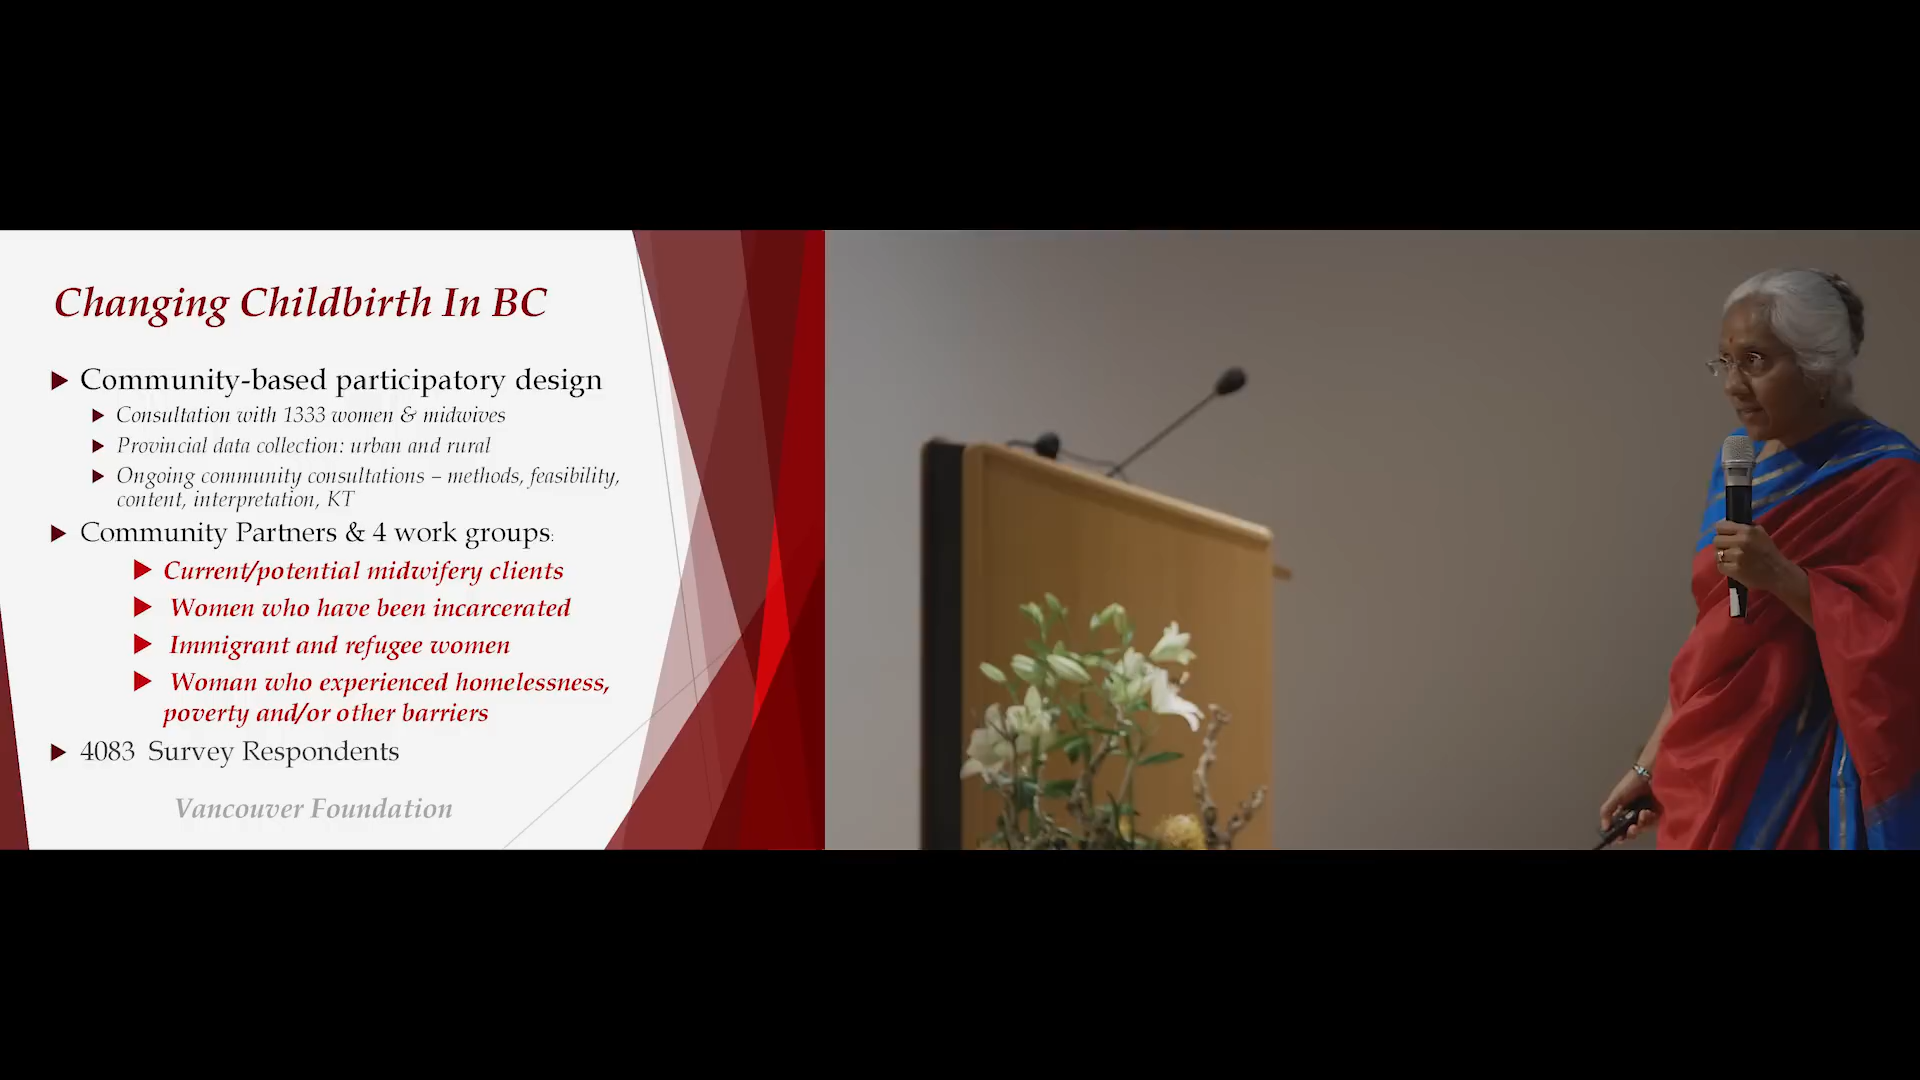 Changing Childbirth In BC
Community-based participatory design
Consultation with 1333 women & midwives
Provincial data collection: urban and rural
Ongoing community consultations – methods, feasibility,
content, interpretation, KT
Community Partners & 4 work groups:
Current/potential midwifery clients
Women who have been incarcerated
Immigrant and refugee women
Woman who experienced homelessness,
poverty and/or other barriers
4083 Survey Respondents
Vancouver Foundation